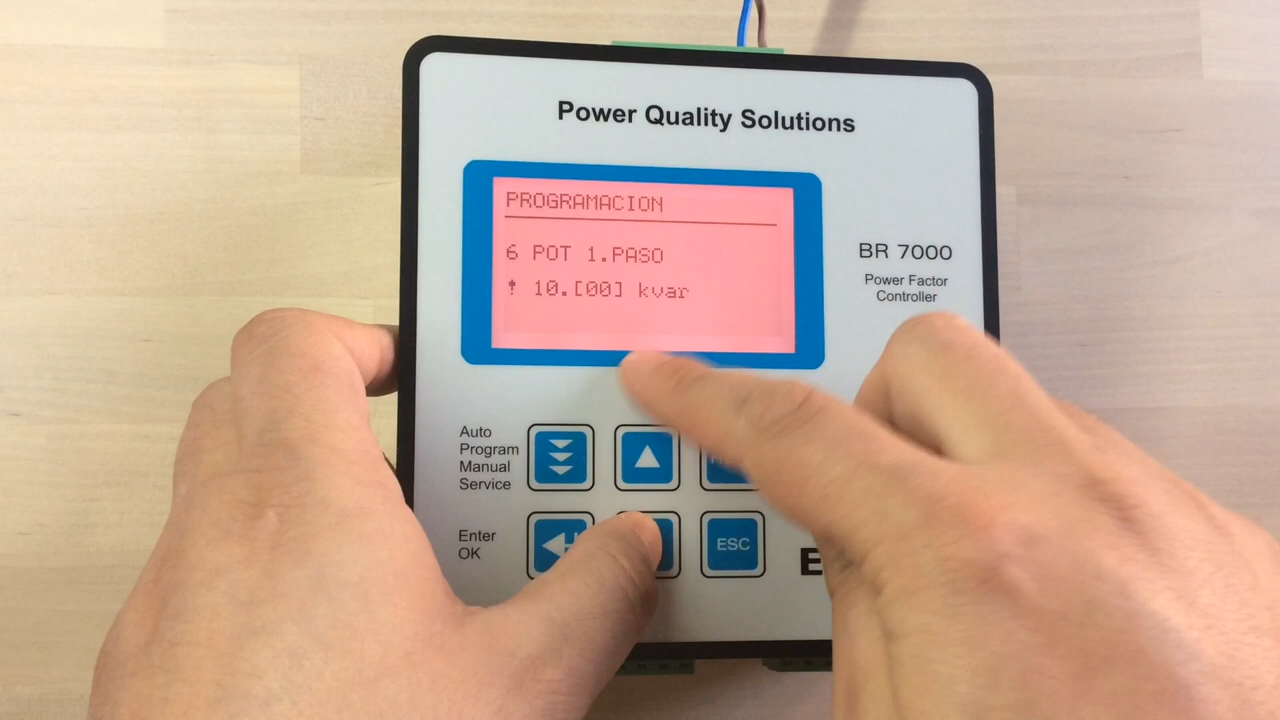 Power Quality Solutions
PROGRAMACION
6 POT 1.PASO
! 10.[00] kvar
BR 7000
Power Factor
Controller
Auto
Program
Manual
Service
Enter
OK
ESC